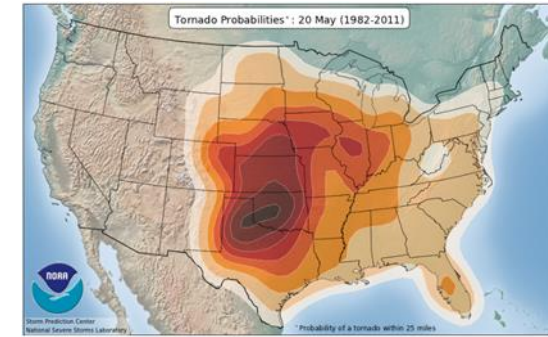 Tornado Probabilities*: 20 May (1982-2011)
NOAA
Storm Prediction Center
National Severe Storms Laboratory
*Probability of a tornado within 25 miles